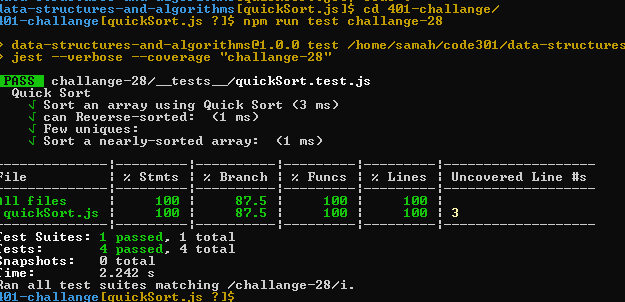 data-structures-and-algorithms[quickSort.js ?]$ cd 401-challange/
401-challange[quickSort.js ?]$ npm run test challange-28
> data-structures-and-algorithms@1.0.0 test /home/samah/code301/data-structures
> jest --verbose --coverage "challange-28"
PASS challange-28/__tests__/quickSort.test.js
Quick Sort
√ Sort an array using Quick Sort (3 ms)
√ can Reverse-sorted: (1 ms)
√ Few uniques:
√ Sort a nearly-sorted array: (1 ms)
File | % Stmts | % Branch | % Funcs | % Lines | Uncovered Line #s
All files | 100 | 87.5 | 100 | 100 |
quickSort.js | 100 | 87.5 | 100 | 100 | 3
Test Suites: 1 passed, 1 total
Tests: 4 passed, 4 total
Snapshots: 0 total
Time: 2.242 s
Ran all test suites matching /challange-28/i.
401-challange[quickSort.js ?]$